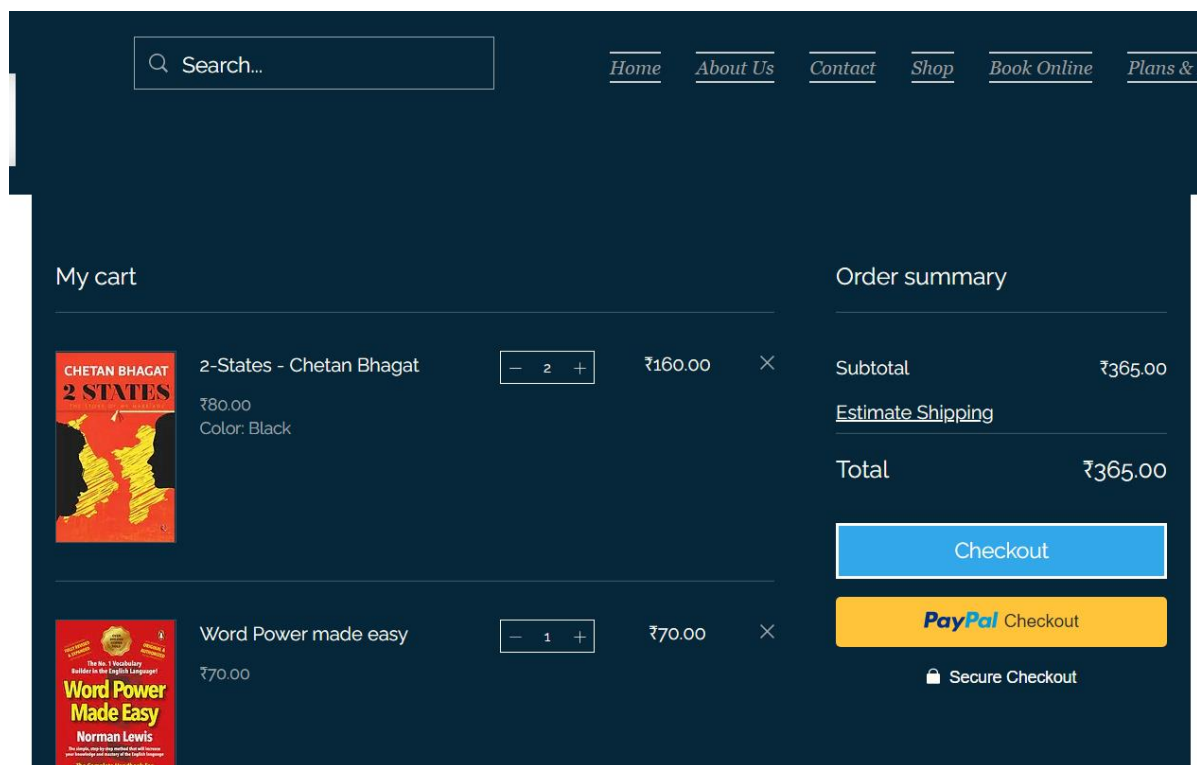 Search...
Home About Us Contact Shop Book Online Plans &
My cart
Order summary
CHETAN BHAGAT
2 STATES
2-States - Chetan Bhagat
₹80.00
Color: Black
2
₹160.00
Subtotal ₹365.00
Estimate Shipping
Total ₹365.00
Checkout
PayPal Checkout
Secure Checkout
The No. 1 Vocabulary
Builder in the English Language!
Word Power
Made Easy
Norman Lewis
Word Power made easy
₹70.00
1
₹70.00